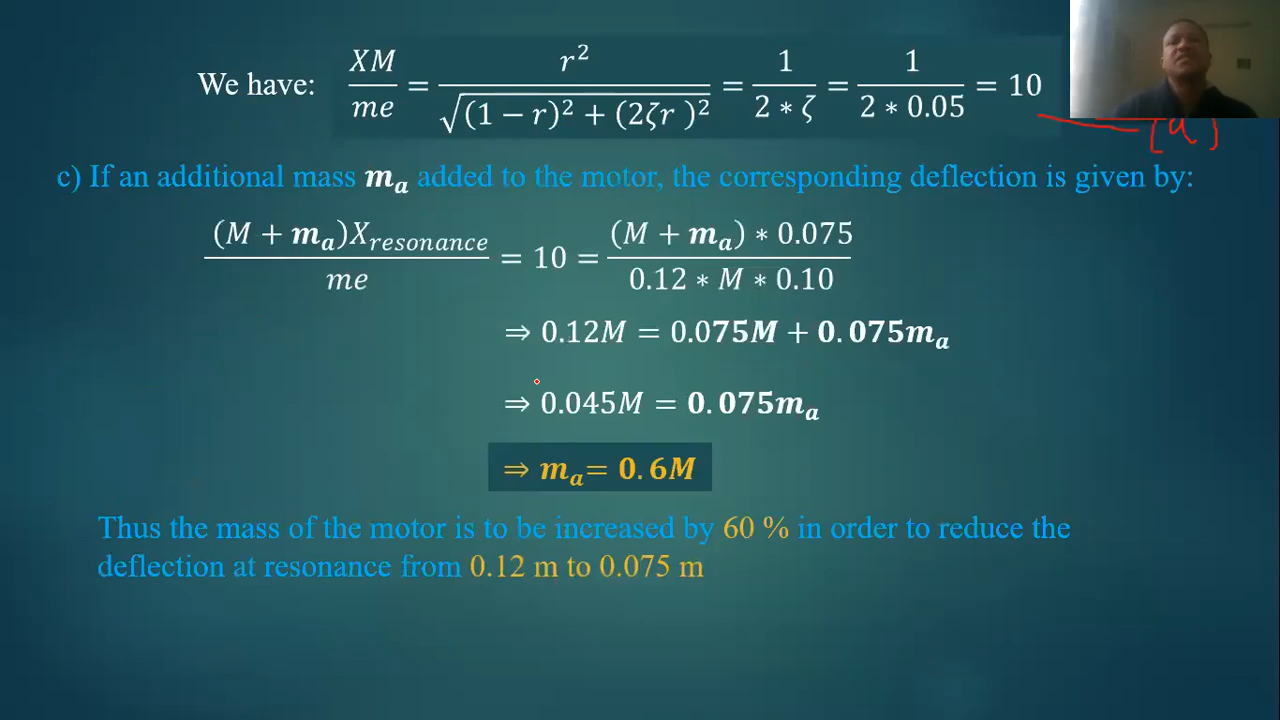 We have: XM/me = r²/√((1 − r)² + (2ζr )²) = 1/(2 * ζ) = 1/(2 * 0.05) = 10
(a)
c) If an additional mass mₐ added to the motor, the corresponding deflection is given by:
(M + mₐ)X_resonance/me = 10 = (M + mₐ) * 0.075/(0.12 * M * 0.10)
⇒ 0.12M = 0.075M + 0.075mₐ
⇒ 0.045M = 0.075mₐ
⇒ mₐ= 0.6M
Thus the mass of the motor is to be increased by 60 % in order to reduce the
deflection at resonance from 0.12 m to 0.075 m